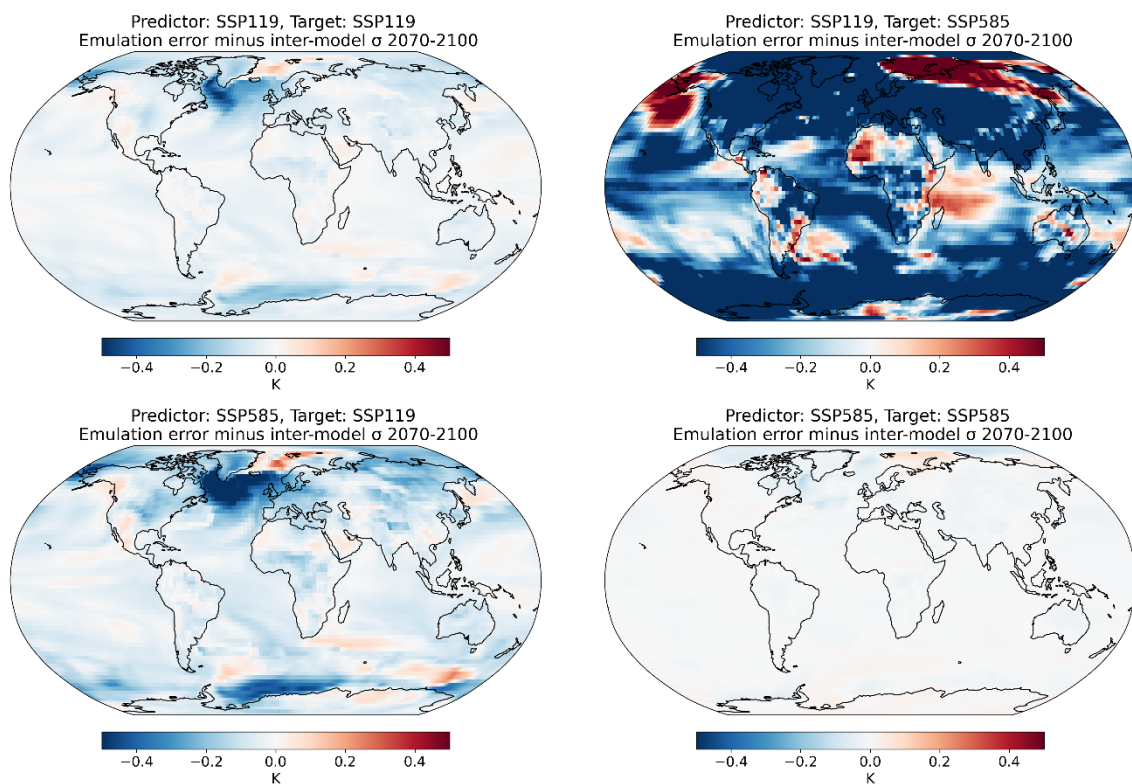 Predictor: SSP119, Target: SSP119
Emulation error minus inter-model σ 2070-2100
−0.4 −0.2 0.0 0.2 0.4
K
Predictor: SSP119, Target: SSP585
Emulation error minus inter-model σ 2070-2100
−0.4 −0.2 0.0 0.2 0.4
K
Predictor: SSP585, Target: SSP119
Emulation error minus inter-model σ 2070-2100
−0.4 −0.2 0.0 0.2 0.4
K
Predictor: SSP585, Target: SSP585
Emulation error minus inter-model σ 2070-2100
−0.4 −0.2 0.0 0.2 0.4
K